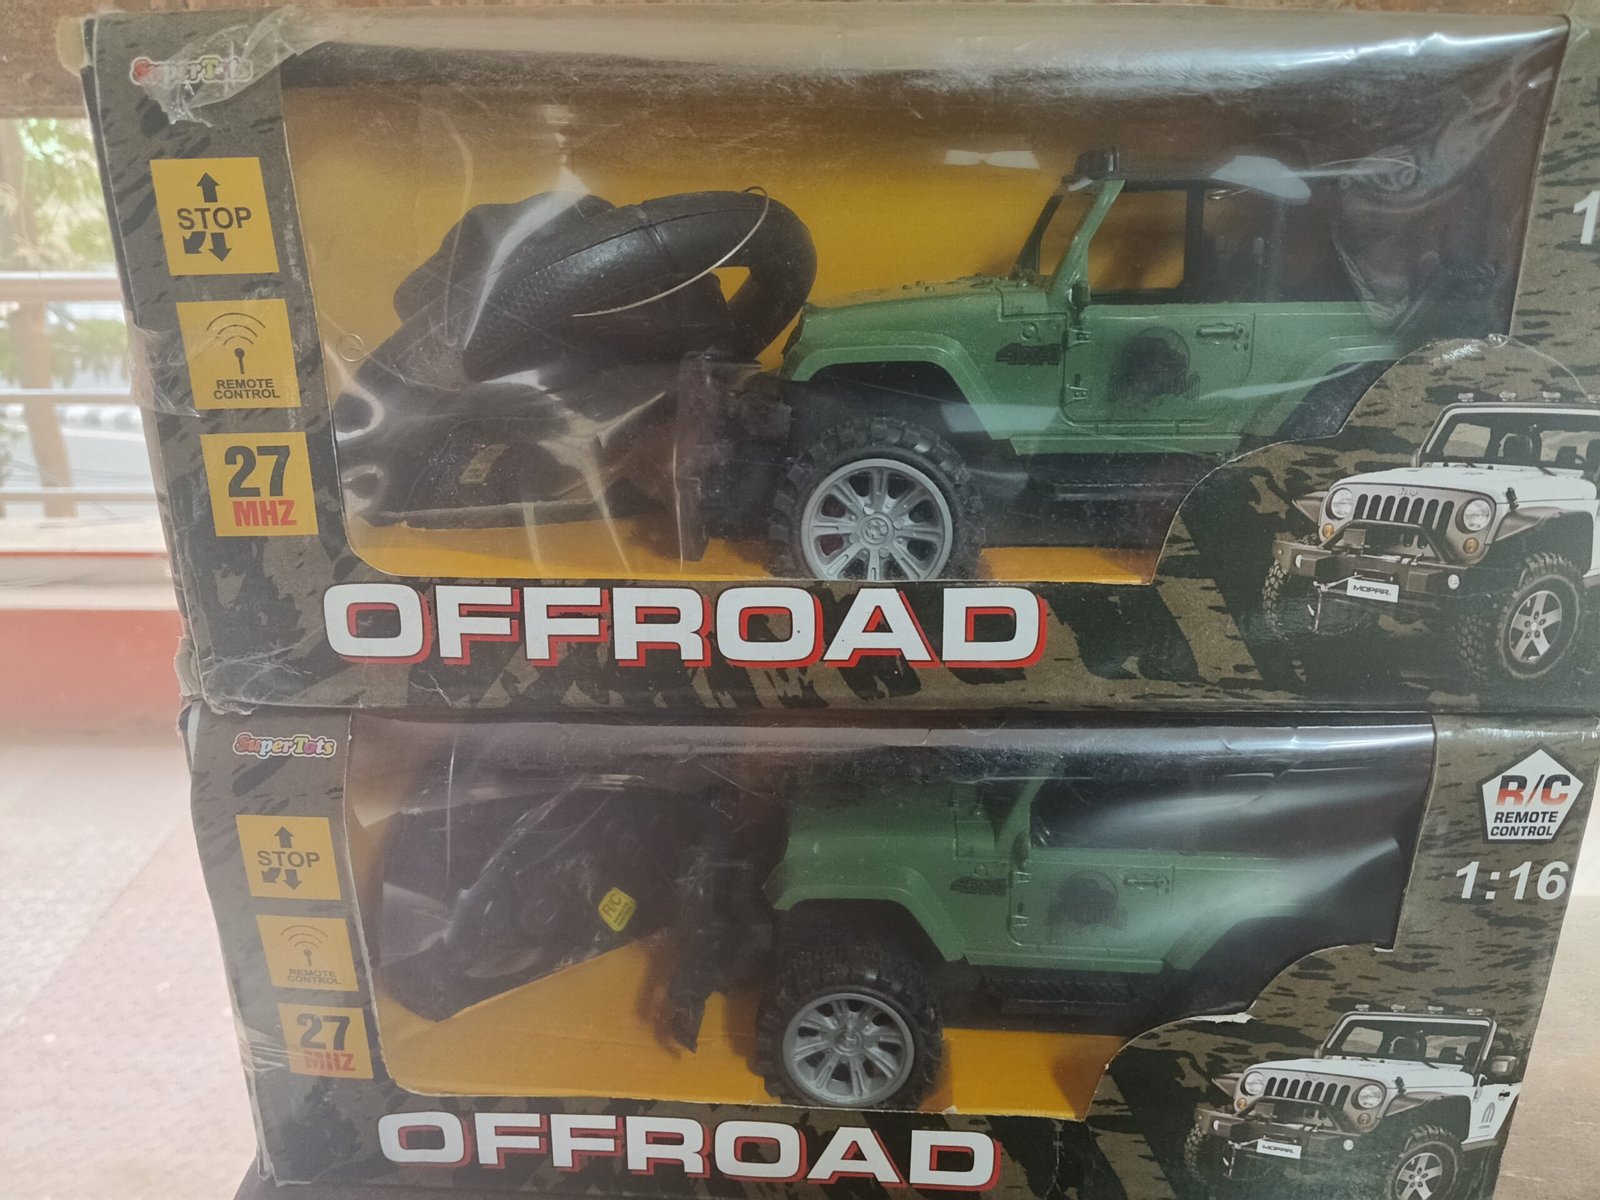 SuperTots
STOP
REMOTE
CONTROL
27
MHZ
4x4
OFFROAD
1
MOPAR
SuperTots
STOP
REMOTE
CONTROL
27
MHZ
R/C
R/C
REMOTE
CONTROL
1:16
OFFROAD
MOPAR